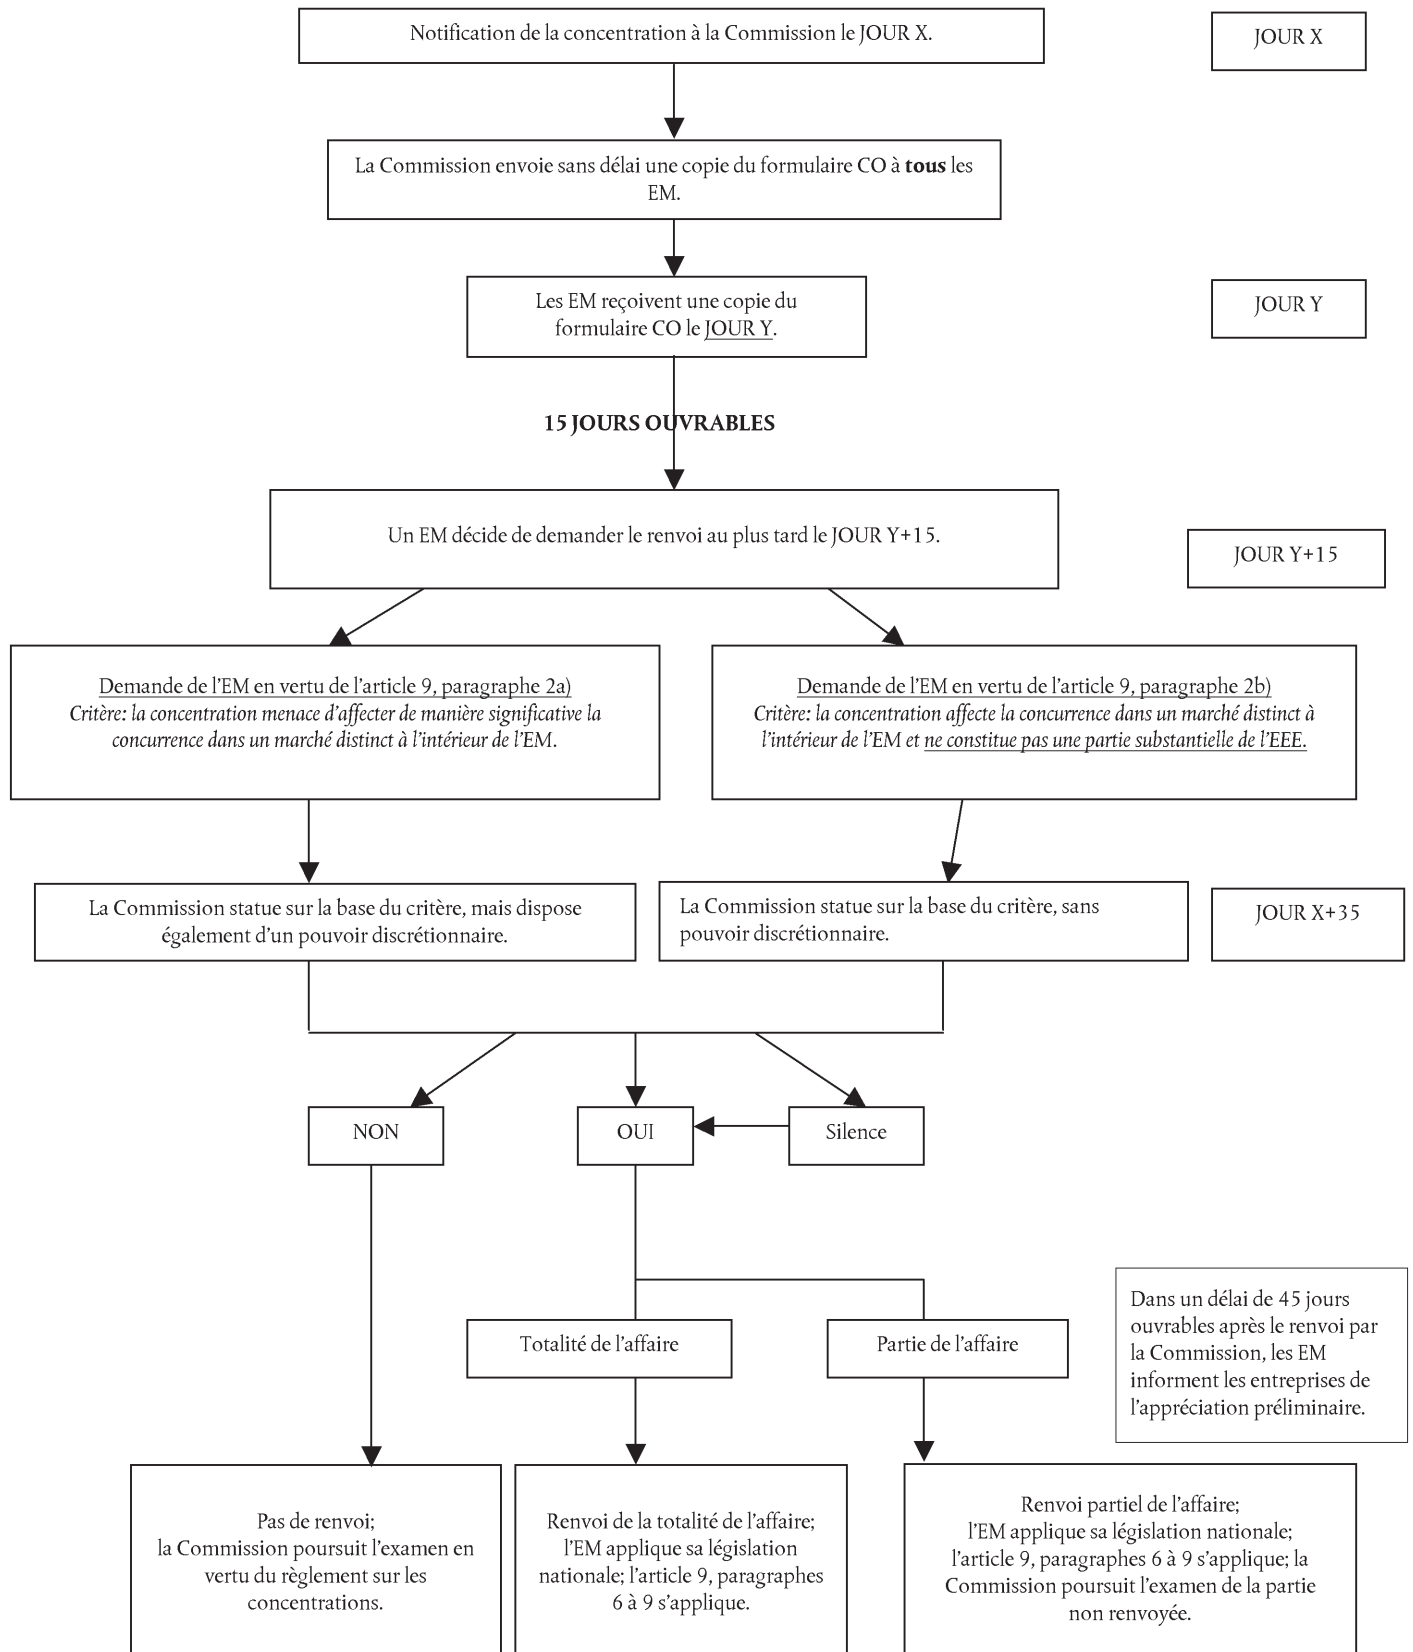 Notification de la concentration à la Commission le JOUR X.
JOUR X
La Commission envoie sans délai une copie du formulaire CO à tous les
EM.
Les EM reçoivent une copie du
formulaire CO le JOUR Y.
JOUR Y
15 JOURS OUVRABLES
Un EM décide de demander le renvoi au plus tard le JOUR Y+15.
JOUR Y+15
Demande de l'EM en vertu de l'article 9, paragraphe 2a)
Critère: la concentration menace d'affecter de manière significative la
concurrence dans un marché distinct à l'intérieur de l'EM.
Demande de l'EM en vertu de l'article 9, paragraphe 2b)
Critère: la concentration affecte la concurrence dans un marché distinct à
l'intérieur de l'EM et ne constitue pas une partie substantielle de l'EEE.
La Commission statue sur la base du critère, mais dispose
également d'un pouvoir discrétionnaire.
La Commission statue sur la base du critère, sans
pouvoir discrétionnaire.
JOUR X+35
NON
OUI
Silence
Totalité de l'affaire
Partie de l'affaire
Dans un délai de 45 jours
ouvrables après le renvoi par
la Commission, les EM
informent les entreprises de
l'appréciation préliminaire.
Pas de renvoi;
la Commission poursuit l'examen en
vertu du règlement sur les
concentrations.
Renvoi de la totalité de l'affaire;
l'EM applique sa législation
nationale; l'article 9, paragraphes
6 à 9 s'applique.
Renvoi partiel de l'affaire;
l'EM applique sa législation nationale;
l'article 9, paragraphes 6 à 9 s'applique; la
Commission poursuit l'examen de la partie
non renvoyée.